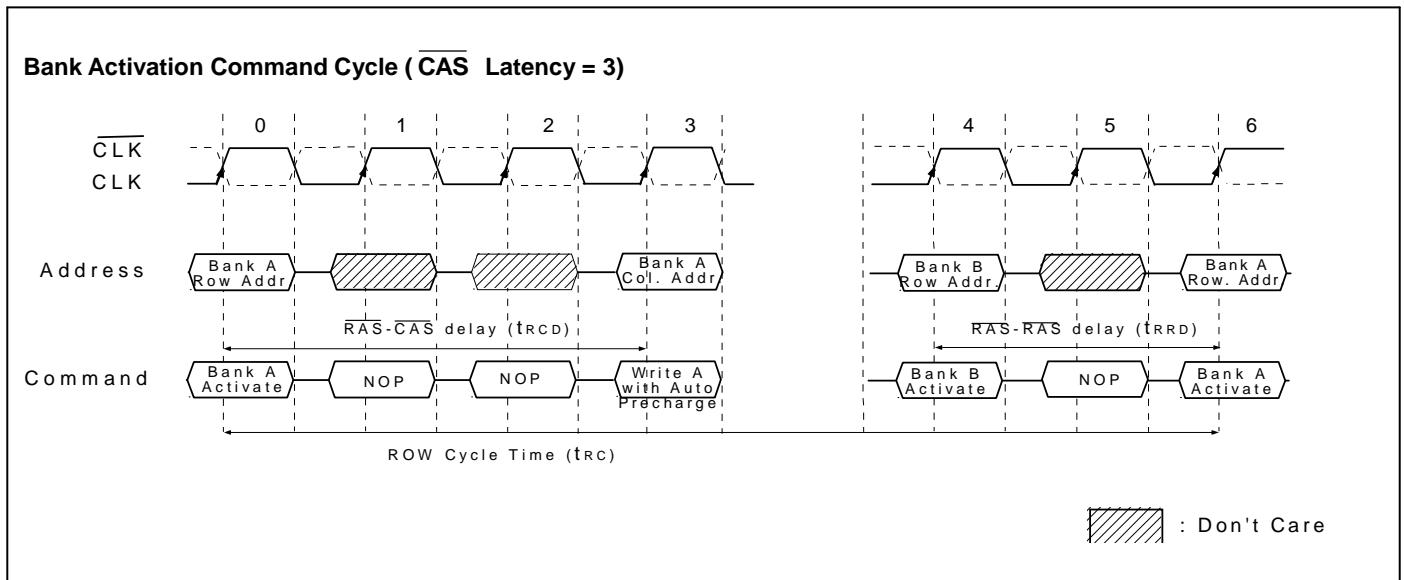 Bank Activation Command Cycle ( CAS Latency = 3)
0 1 2 3 4 5 6
CLK
CLK
Address
Bank A
Row Addr
Bank A
Col. Addr
Bank B
Row Addr.
Bank A
Row. Addr
RAS-CAS delay (tRCD)
RAS-RAS delay (tRRD)
Command
Bank A
Activate
NOP
NOP
Write A
with Auto
Precharge
Bank B
Activate
NOP
Bank A
Activate
ROW Cycle Time (tRC)
: Don't Care